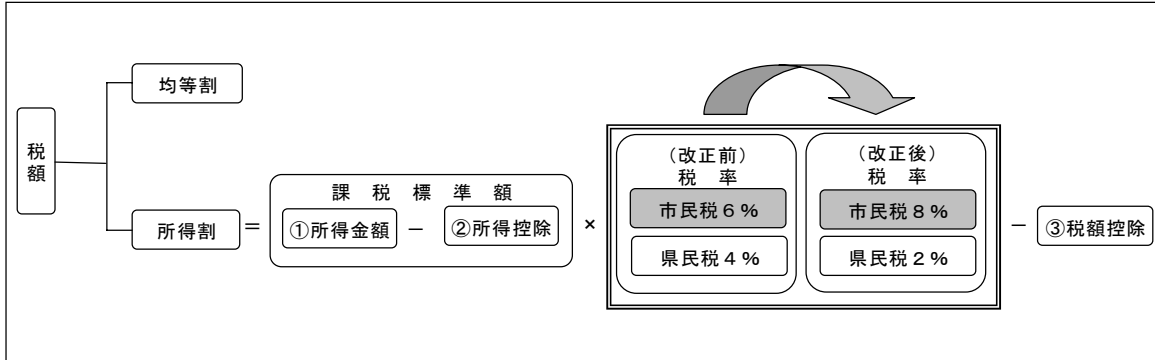 税額
均等割
所得割
＝
課税標準額
①所得金額
－
②所得控除
×
（改正前）
税率
市民税６％
県民税４％
（改正後）
税率
市民税８％
県民税２％
－
③税額控除